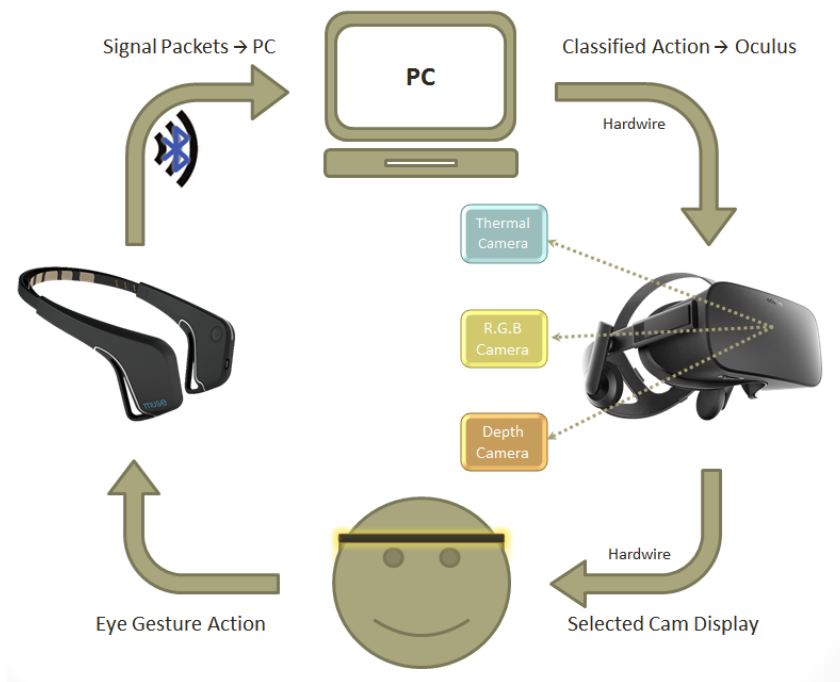 Signal Packets → PC
PC
Classified Action → Oculus
Hardwire
Thermal
Camera
R.G.B
Camera
Depth
Camera
muse
Hardwire
Eye Gesture Action
Selected Cam Display